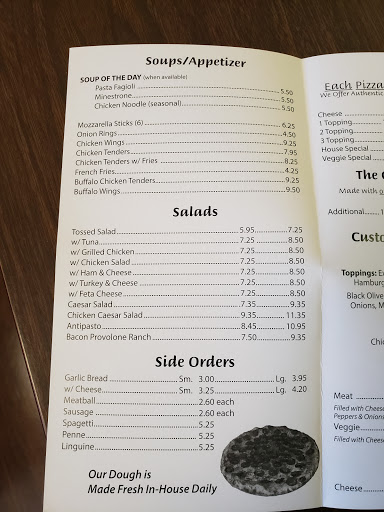 Soups/Appetizer
SOUP OF THE DAY (when available)
Pasta Fagioli 5.50
Minestrone 5.50
Chicken Noodle (seasonal) 5.50
Mozzarella Sticks (6) 6.25
Onion Rings 4.50
Chicken Wings 9.25
Chicken Tenders 7.95
Chicken Tenders w/ Fries 8.25
French Fries 4.25
Buffalo Chicken Tenders 9.25
Buffalo Wings 9.50
Salads
Tossed Salad 5.95 7.25
w/ Tuna 7.25 8.50
w/ Grilled Chicken 7.25 8.50
w/ Chicken Salad 7.25 8.50
w/ Ham & Cheese 7.25 8.50
w/ Turkey & Cheese 7.25 8.50
w/ Feta Cheese 7.25 8.50
Caesar Salad 7.35 9.35
Chicken Caesar Salad 9.35 11.35
Antipasto 8.45 10.95
Bacon Provolone Ranch 7.50 9.35
Side Orders
Garlic Bread Sm. 3.00 Lg. 3.95
w/ Cheese Sm. 3.25 Lg. 4.20
Meatball 2.60 each
Sausage 2.60 each
Spagetti 5.25
Penne 5.25
Linguine 5.25
Our Dough is
Made Fresh In-House Daily
Each Pizza
We Offer Authentic
Cheese
1 Topping
2 Topping
3 Topping
House Special
Veggie Special
The
Made with
Additional
Custo
Toppings:
Hamburg
Black Olive
Onions, M
Chic
Meat
Filled with Cheese
Peppers & Onions
Veggie
Filled with Cheese
Cheese